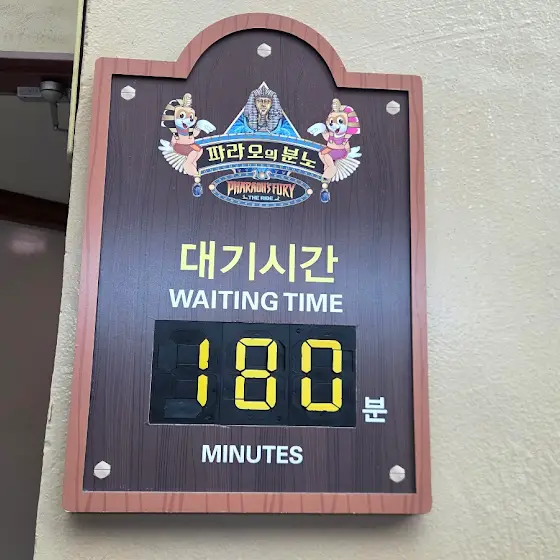 파라오의 분노
PHARAOH'S FURY
THE RIDE
대기시간
WAITING TIME
180
분
MINUTES